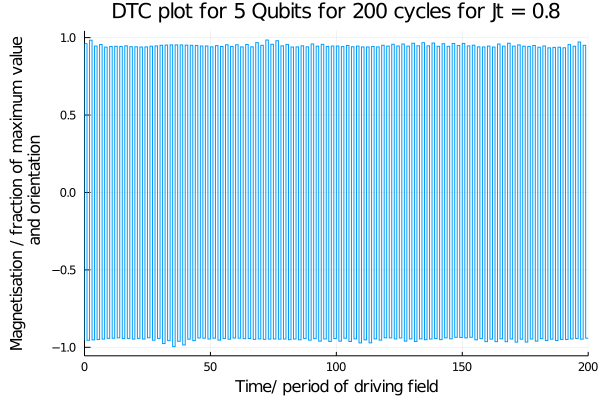 DTC plot for 5 Qubits for 200 cycles for Jt = 0.8
Magnetisation / fraction of maximum value
and orientation
1.0
0.5
0.0
−0.5
−1.0
0
50
100
150
200
Time/ period of driving field